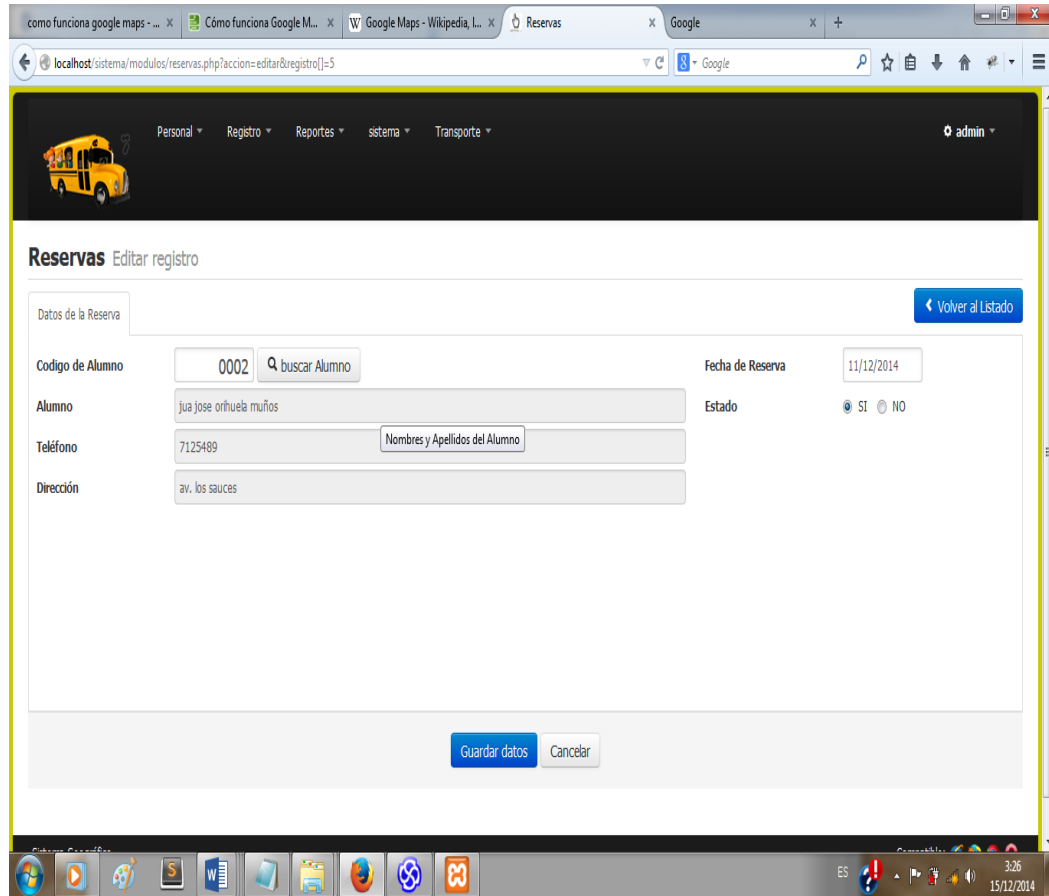 como funciona google maps - ... x Cómo funciona Google M... x W Google Maps - Wikipedia, l... x Reservas x Google x +
localhost/sistema/modulos/reservas.php?accion=editar&registro[]=5 8 Google
Personal Registro Reportes sistema Transporte admin
Reservas Editar registro
Datos de la Reserva Volver al Listado
Codigo de Alumno 0002 buscar Alumno Fecha de Reserva 11/12/2014
Alumno jua jose orihuela muños Estado SI NO
Nombres y Apellidos del Alumno
Teléfono 7125489
Dirección av. los sauces
Guardar datos Cancelar
Sistema Geográfico Compatible:
ES 3:26
15/12/2014